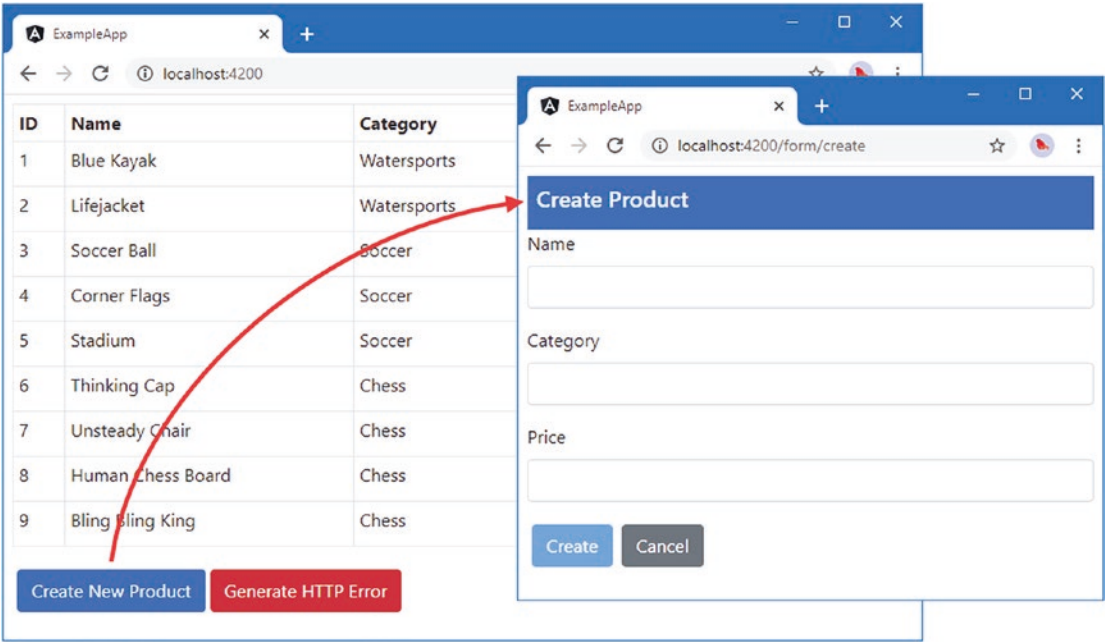 ExampleApp
localhost:4200
ID Name Category
1 Blue Kayak Watersports
2 Lifejacket Watersports
3 Soccer Ball Soccer
4 Corner Flags Soccer
5 Stadium Soccer
6 Thinking Cap Chess
7 Unsteady Chair Chess
8 Human Chess Board Chess
9 Bling Bling King Chess
Create New Product Generate HTTP Error
ExampleApp
localhost:4200/form/create
Create Product
Name
Category
Price
Create Cancel